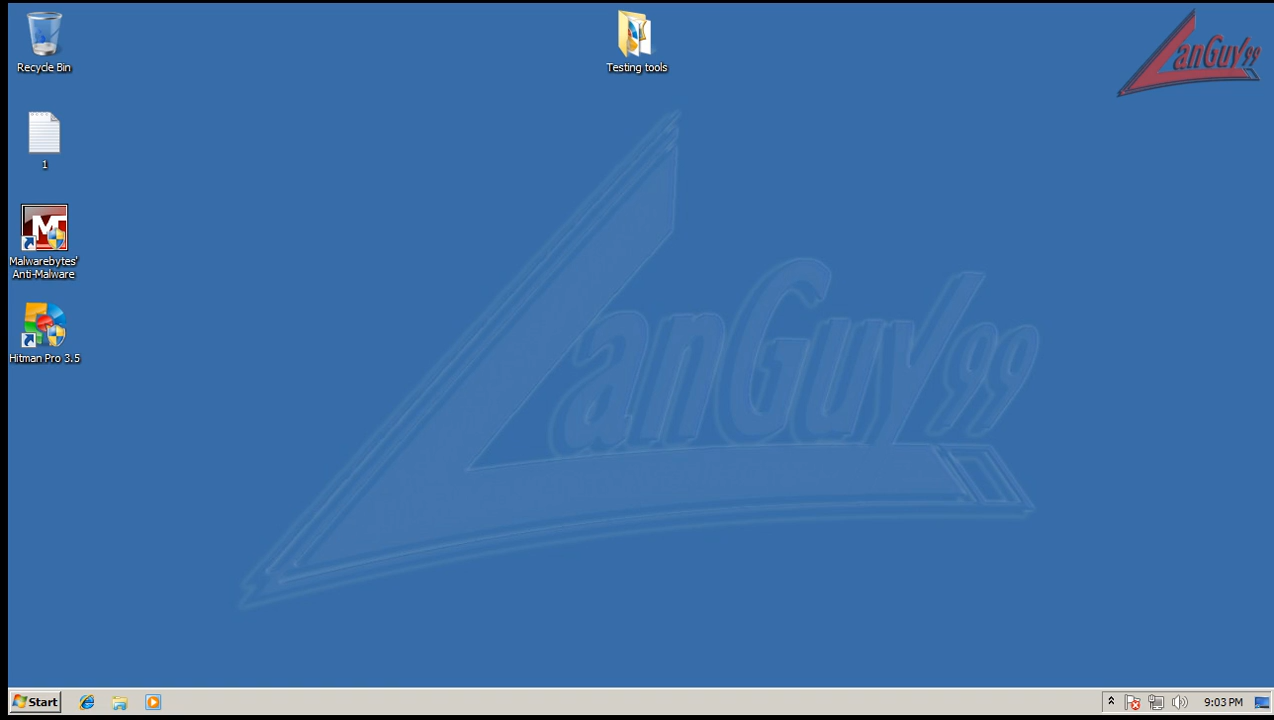 Recycle Bin
Testing tools
LanGuy99
1
Malwarebytes'
Anti-Malware
Hitman Pro 3.5
LanGuy99
Start
9:03 PM